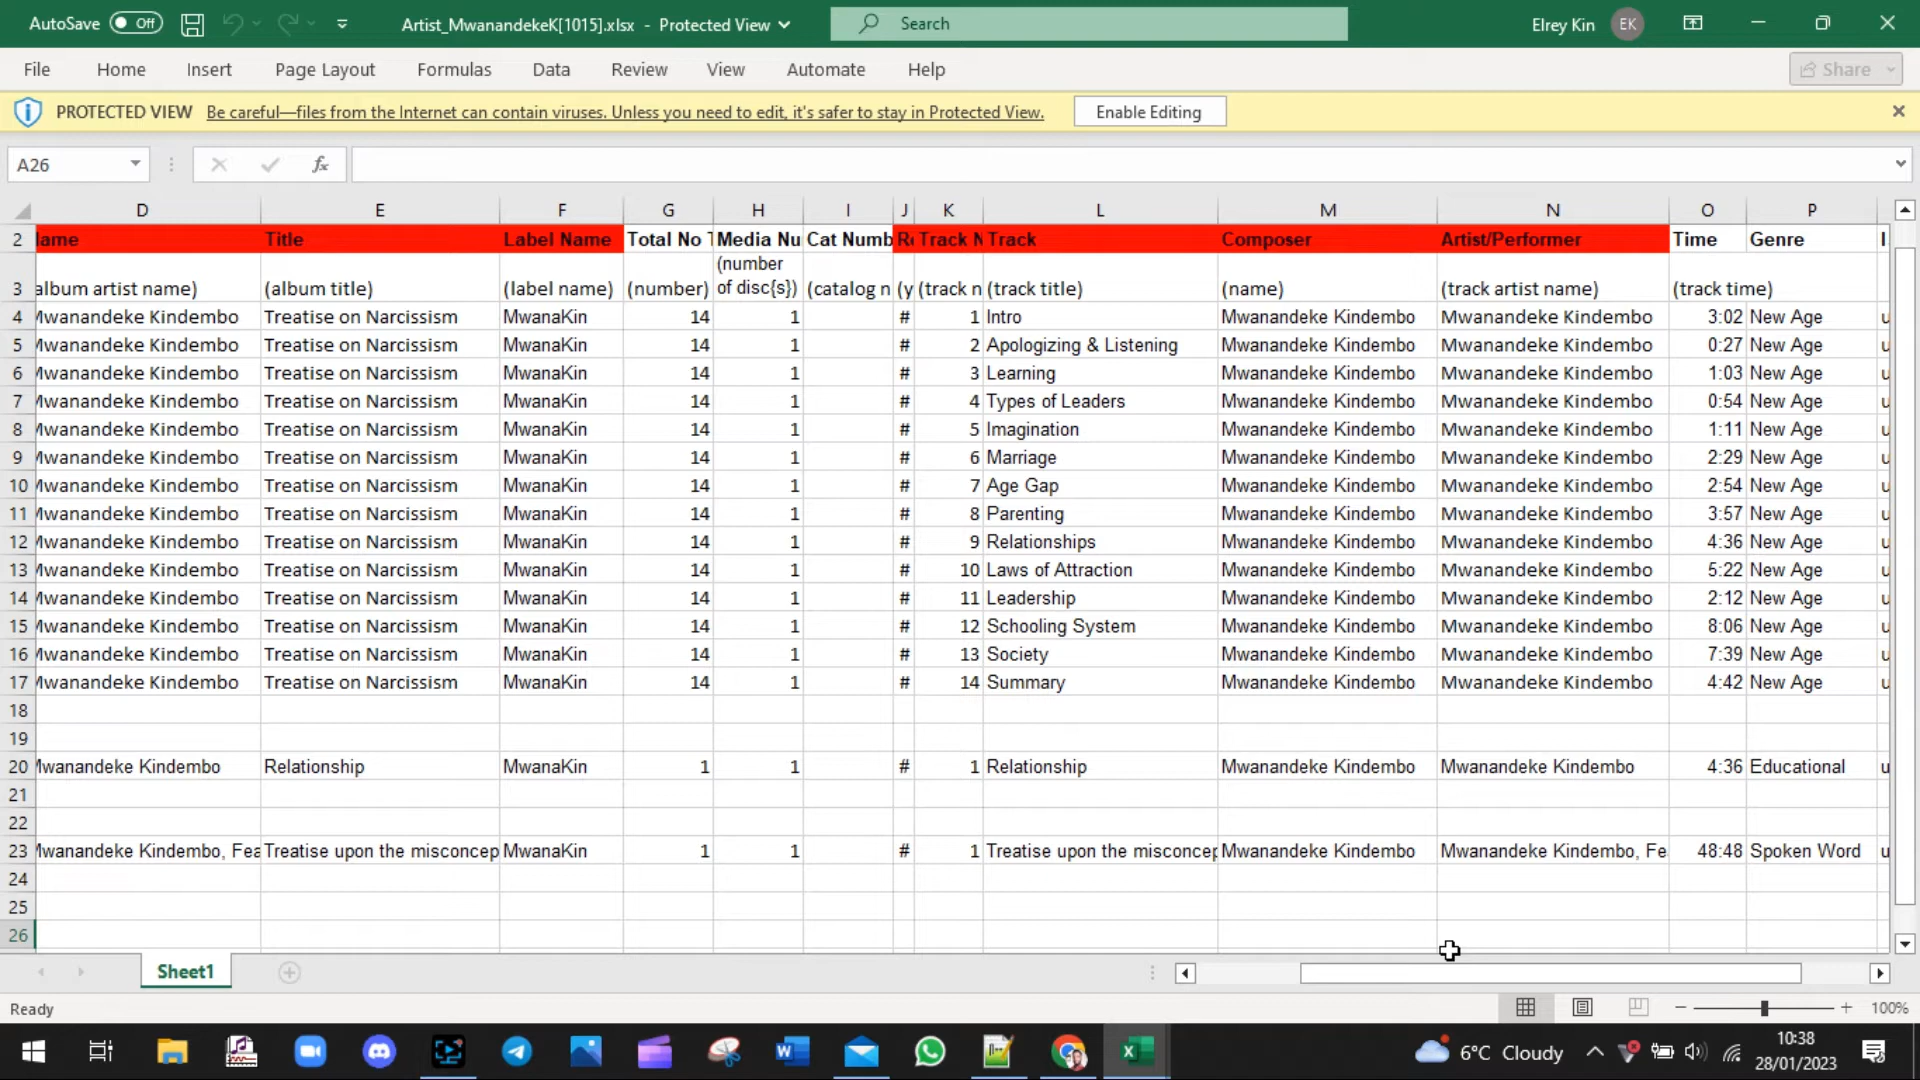 AutoSave Off Artist_MwanandekeK[1015].xlsx - Protected View Search Elrey Kin EK
File Home Insert Page Layout Formulas Data Review View Automate Help Share
PROTECTED VIEW Be careful—files from the Internet can contain viruses. Unless you need to edit, it's safer to stay in Protected View. Enable Editing
A26 fx
D E F G H I J K L M N O P
2 lame Title Label Name Total No Media Nu Cat Numb Re Track N Track Composer Artist/Performer Time Genre I
3 album artist name) (album title) (label name) (number) (number of disc{s}) (catalog n (y (track n (track title) (name) (track artist name) (track time)
4 Mwanandeke Kindembo Treatise on Narcissism MwanaKin 14 1 # 1 Intro Mwanandeke Kindembo Mwanandeke Kindembo 3:02 New Age u
5 Mwanandeke Kindembo Treatise on Narcissism MwanaKin 14 1 # 2 Apologizing & Listening Mwanandeke Kindembo Mwanandeke Kindembo 0:27 New Age u
6 Mwanandeke Kindembo Treatise on Narcissism MwanaKin 14 1 # 3 Learning Mwanandeke Kindembo Mwanandeke Kindembo 1:03 New Age u
7 Mwanandeke Kindembo Treatise on Narcissism MwanaKin 14 1 # 4 Types of Leaders Mwanandeke Kindembo Mwanandeke Kindembo 0:54 New Age u
8 Mwanandeke Kindembo Treatise on Narcissism MwanaKin 14 1 # 5 Imagination Mwanandeke Kindembo Mwanandeke Kindembo 1:11 New Age u
9 Mwanandeke Kindembo Treatise on Narcissism MwanaKin 14 1 # 6 Marriage Mwanandeke Kindembo Mwanandeke Kindembo 2:29 New Age u
10 Mwanandeke Kindembo Treatise on Narcissism MwanaKin 14 1 # 7 Age Gap Mwanandeke Kindembo Mwanandeke Kindembo 2:54 New Age u
11 Mwanandeke Kindembo Treatise on Narcissism MwanaKin 14 1 # 8 Parenting Mwanandeke Kindembo Mwanandeke Kindembo 3:57 New Age u
12 Mwanandeke Kindembo Treatise on Narcissism MwanaKin 14 1 # 9 Relationships Mwanandeke Kindembo Mwanandeke Kindembo 4:36 New Age u
13 Mwanandeke Kindembo Treatise on Narcissism MwanaKin 14 1 # 10 Laws of Attraction Mwanandeke Kindembo Mwanandeke Kindembo 5:22 New Age u
14 Mwanandeke Kindembo Treatise on Narcissism MwanaKin 14 1 # 11 Leadership Mwanandeke Kindembo Mwanandeke Kindembo 2:12 New Age u
15 Mwanandeke Kindembo Treatise on Narcissism MwanaKin 14 1 # 12 Schooling System Mwanandeke Kindembo Mwanandeke Kindembo 8:06 New Age u
16 Mwanandeke Kindembo Treatise on Narcissism MwanaKin 14 1 # 13 Society Mwanandeke Kindembo Mwanandeke Kindembo 7:39 New Age u
17 Mwanandeke Kindembo Treatise on Narcissism MwanaKin 14 1 # 14 Summary Mwanandeke Kindembo Mwanandeke Kindembo 4:42 New Age u
18
19
20 Mwanandeke Kindembo Relationship MwanaKin 1 1 # 1 Relationship Mwanandeke Kindembo Mwanandeke Kindembo 4:36 Educational u
21
22
23 Mwanandeke Kindembo, Fea Treatise upon the misconcep MwanaKin 1 1 # 1 Treatise upon the misconcep Mwanandeke Kindembo Mwanandeke Kindembo, Fe 48:48 Spoken Word u
24
25
26
Sheet1
Ready 100%
6°C Cloudy 10:38
28/01/2023